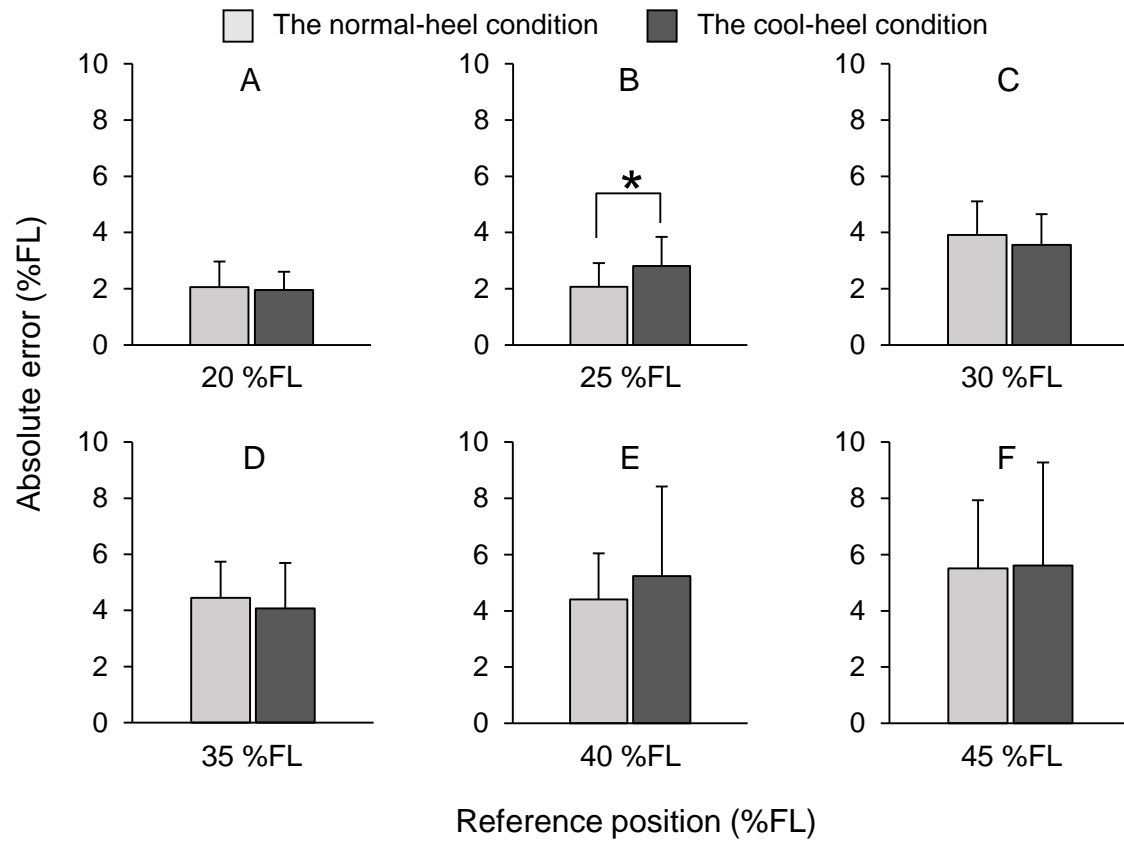 The normal-heel condition The cool-heel condition
A
10
8
6
4
2
0
20 %FL
B
10
8
6
4
2
0
*
25 %FL
C
10
8
6
4
2
0
30 %FL
Absolute error (%FL)
D
10
8
6
4
2
0
35 %FL
E
10
8
6
4
2
0
40 %FL
F
10
8
6
4
2
0
45 %FL
Reference position (%FL)